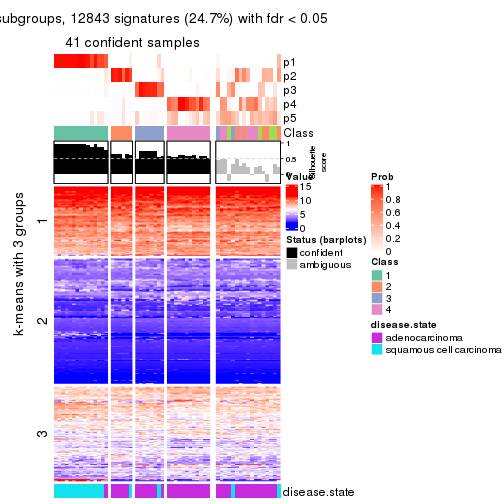 subgroups, 12843 signatures (24.7%) with fdr < 0.05
41 confident samples
p1
p2
p3
p4
p5
Class
1
0.5
0
Silhouette
score
k-means with 3 groups
1
2
3
Value
15
10
5
0
Status (barplots)
confident
ambiguous
Prob
1
0.8
0.6
0.4
0.2
0
Class
1
2
3
4
disease.state
adenocarcinoma
squamous cell carcinoma
disease.state